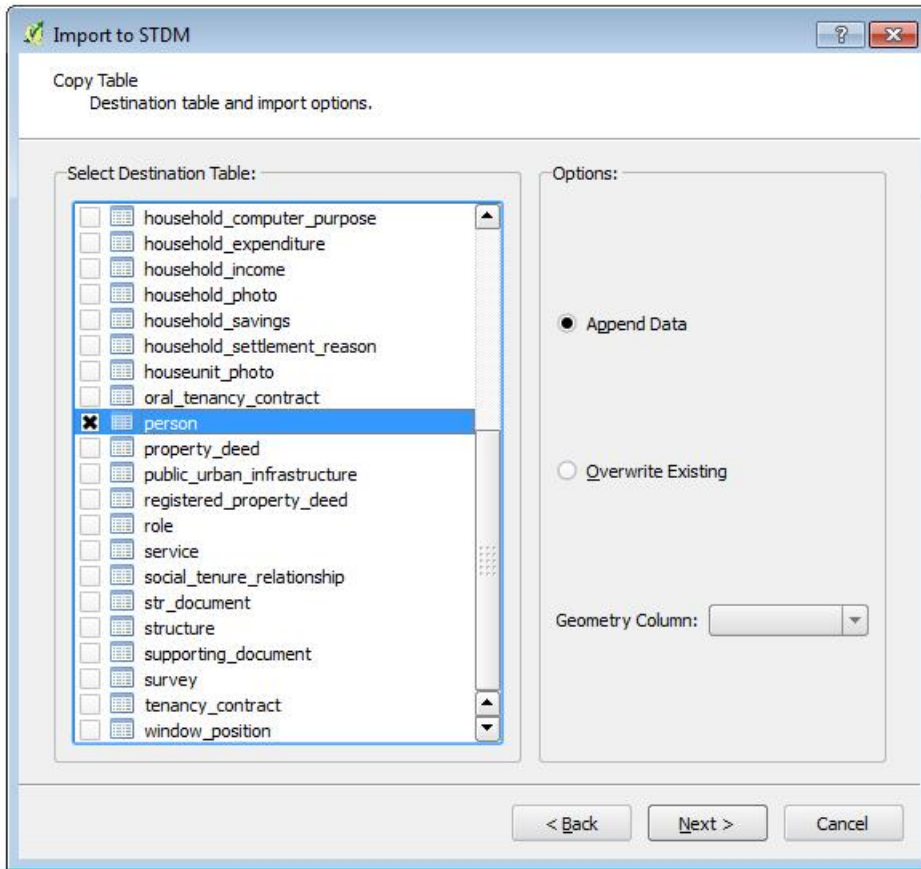 Import to STDM
?
Copy Table
Destination table and import options.
Select Destination Table:
household_computer_purpose
household_expenditure
household_income
household_photo
household_savings
household_settlement_reason
houseunit_photo
oral_tenancy_contract
person
property_deed
public_urban_infrastructure
registered_property_deed
role
service
social_tenure_relationship
str_document
structure
supporting_document
survey
tenancy_contract
window_position
Options:
Append Data
Overwrite Existing
Geometry Column:
< Back
Next >
Cancel